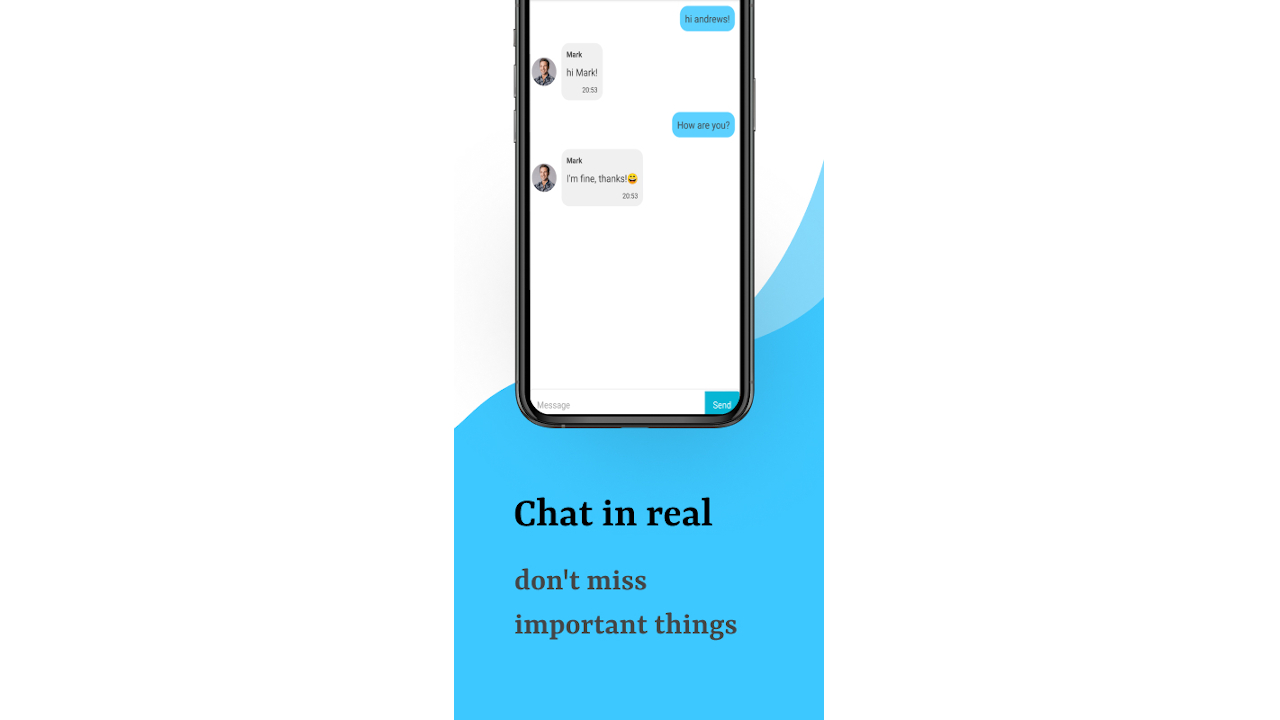 hi andrews!
Mark
hi Mark!
20:53
How are you?
Mark
I'm fine, thanks!😀
20:53
Message
Send
Chat in real
don't miss
important things